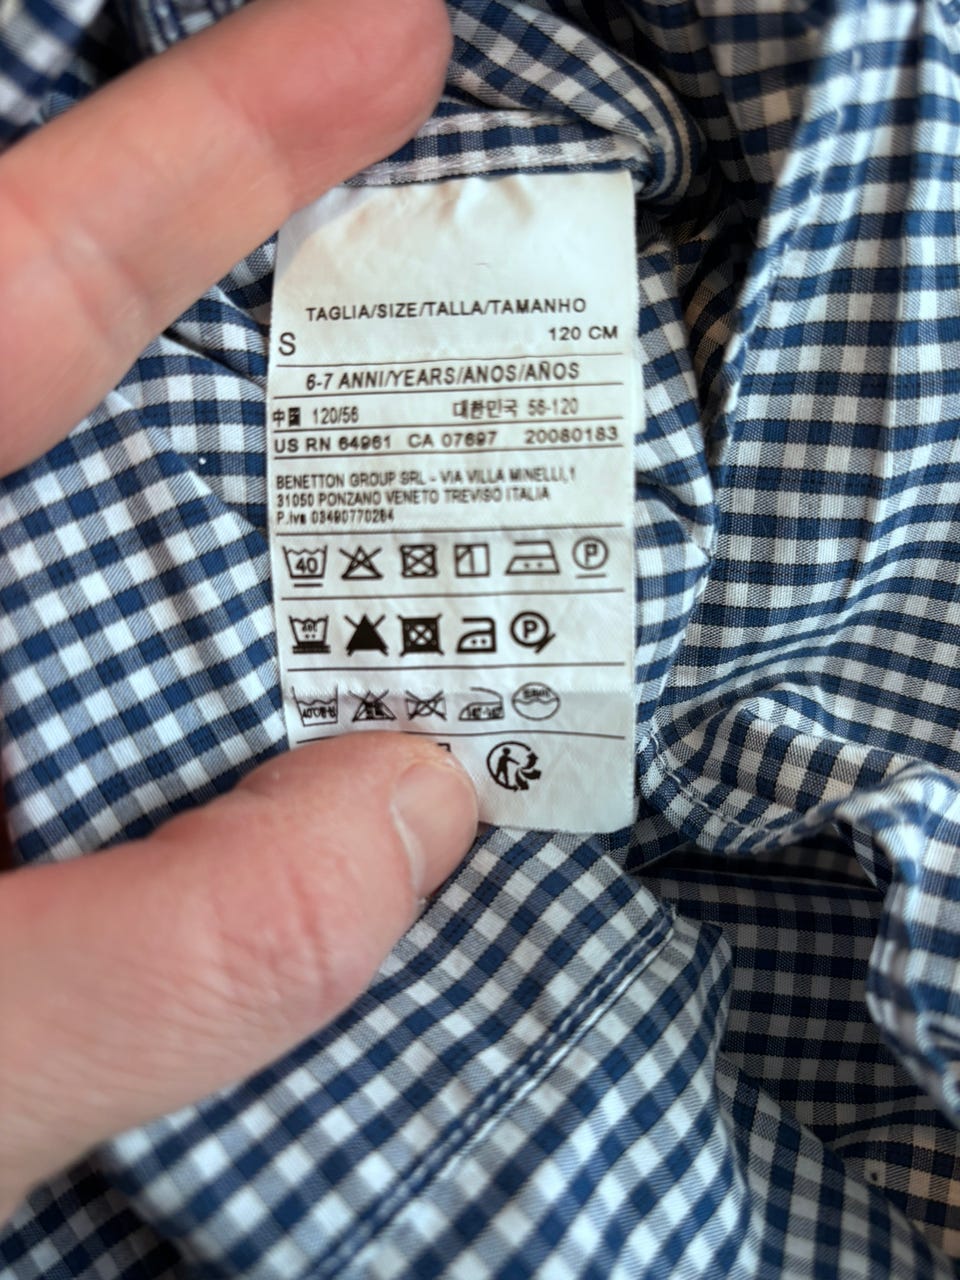 TAGLIA/SIZE/TALLA/TAMANHO
S 120 CM
6-7 ANNI/YEARS/ANOS/AÑOS
中国 120/56 대한민국 56-120
US RN 64961 CA 07697 20080183
BENETTON GROUP SRL - VIA VILLA MINELLI,1
31050 PONZANO VENETO TREVISO ITALIA
P.iva 03490770264
40 P
P